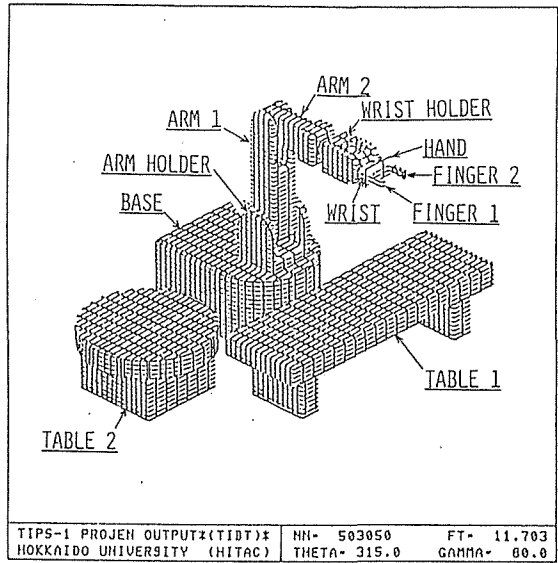 ARM 2
ARM 1
WRIST HOLDER
ARM HOLDER
HAND
FINGER 2
BASE
WRIST
FINGER 1
TABLE 1
TABLE 2
TIPS-1 PROJEN OUTPUT*(TIDT)*
HOKKAIDO UNIVERSITY (HITAC)
NN= 503050 FT= 11.703
THETA= 315.0 GAMMA= 80.0